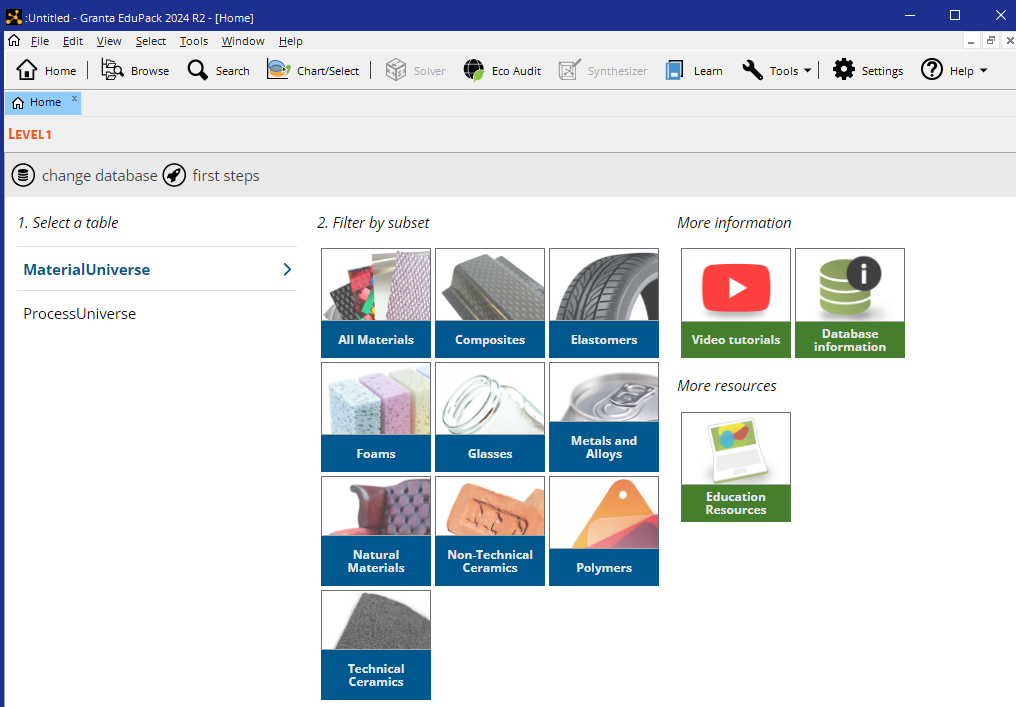 :Untitled - Granta EduPack 2024 R2 - [Home]
File Edit View Select Tools Window Help
Home Browse Search Chart/Select Solver Eco Audit Synthesizer Learn Tools Settings Help
Home x
LEVEL 1
change database first steps
1. Select a table
MaterialUniverse
ProcessUniverse
2. Filter by subset
All Materials
Composites
Elastomers
Foams
Glasses
Metals and
Alloys
Natural
Materials
Non-Technical
Ceramics
Polymers
Technical
Ceramics
More information
Video tutorials
Database
information
More resources
Education
Resources